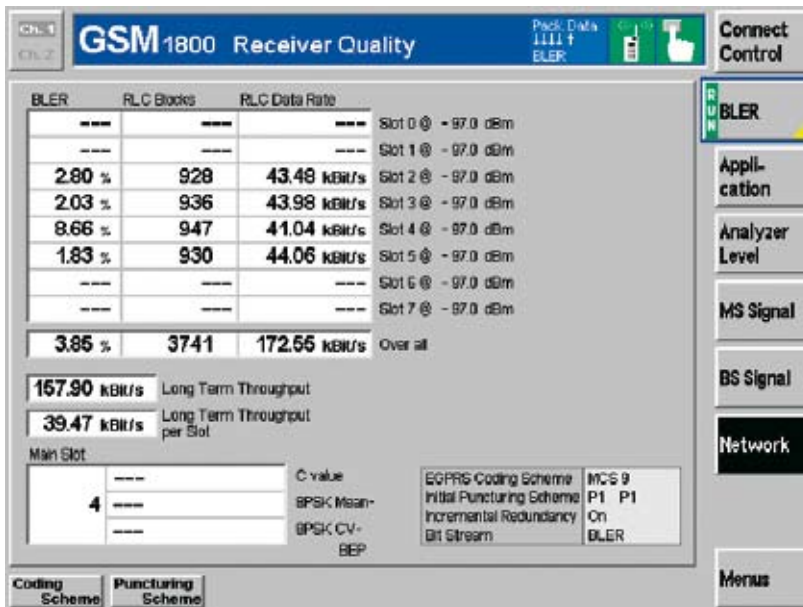 Ch. 1
Ch. 2
GSM 1800 Receiver Quality
Pack Data
BLER
Connect Control
BLER RLC Blocks RLC Data Rate
--- --- --- Slot 0 @ - 97.0 dBm
--- --- --- Slot 1 @ - 97.0 dBm
2.80 % 928 43.48 kBit/s Slot 2 @ - 97.0 dBm
2.03 % 936 43.98 kBit/s Slot 3 @ - 97.0 dBm
8.66 % 947 41.04 kBit/s Slot 4 @ - 97.0 dBm
1.83 % 930 44.06 kBit/s Slot 5 @ - 97.0 dBm
--- --- --- Slot 6 @ - 97.0 dBm
--- --- --- Slot 7 @ - 97.0 dBm
3.85 % 3741 172.55 kBit/s Over all
157.90 kBit/s Long Term Throughput
39.47 kBit/s Long Term Throughput per Slot
Main Slot
4
--- C value
--- 8PSK Mean-
--- 8PSK CV-
BEP
EGPRS Coding Scheme MCS 9
Initial Puncturing Scheme P1 P1
Incremental Redundancy On
Bit Stream BLER
RUN
BLER
Appli-
cation
Analyzer
Level
MS Signal
BS Signal
Network
Menus
Coding
Scheme
Puncturing
Scheme